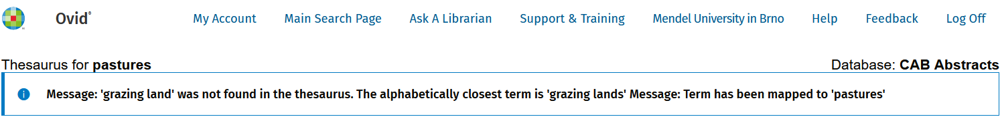 Ovid® My Account Main Search Page Ask A Librarian Support & Training Mendel University in Brno Help Feedback Log Off
Thesaurus for pastures Database: CAB Abstracts
Message: 'grazing land' was not found in the thesaurus. The alphabetically closest term is 'grazing lands' Message: Term has been mapped to 'pastures'